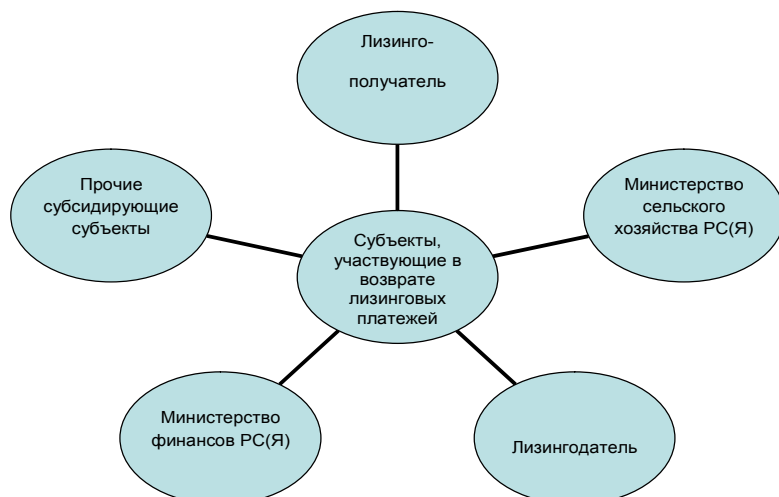 Лизинго-
получатель
Прочие
субсидирующие
субъекты
Министерство
сельского
хозяйства РС(Я)
Субъекты,
участвующие в
возврате
лизинговых
платежей
Министерство
финансов РС(Я)
Лизингодатель